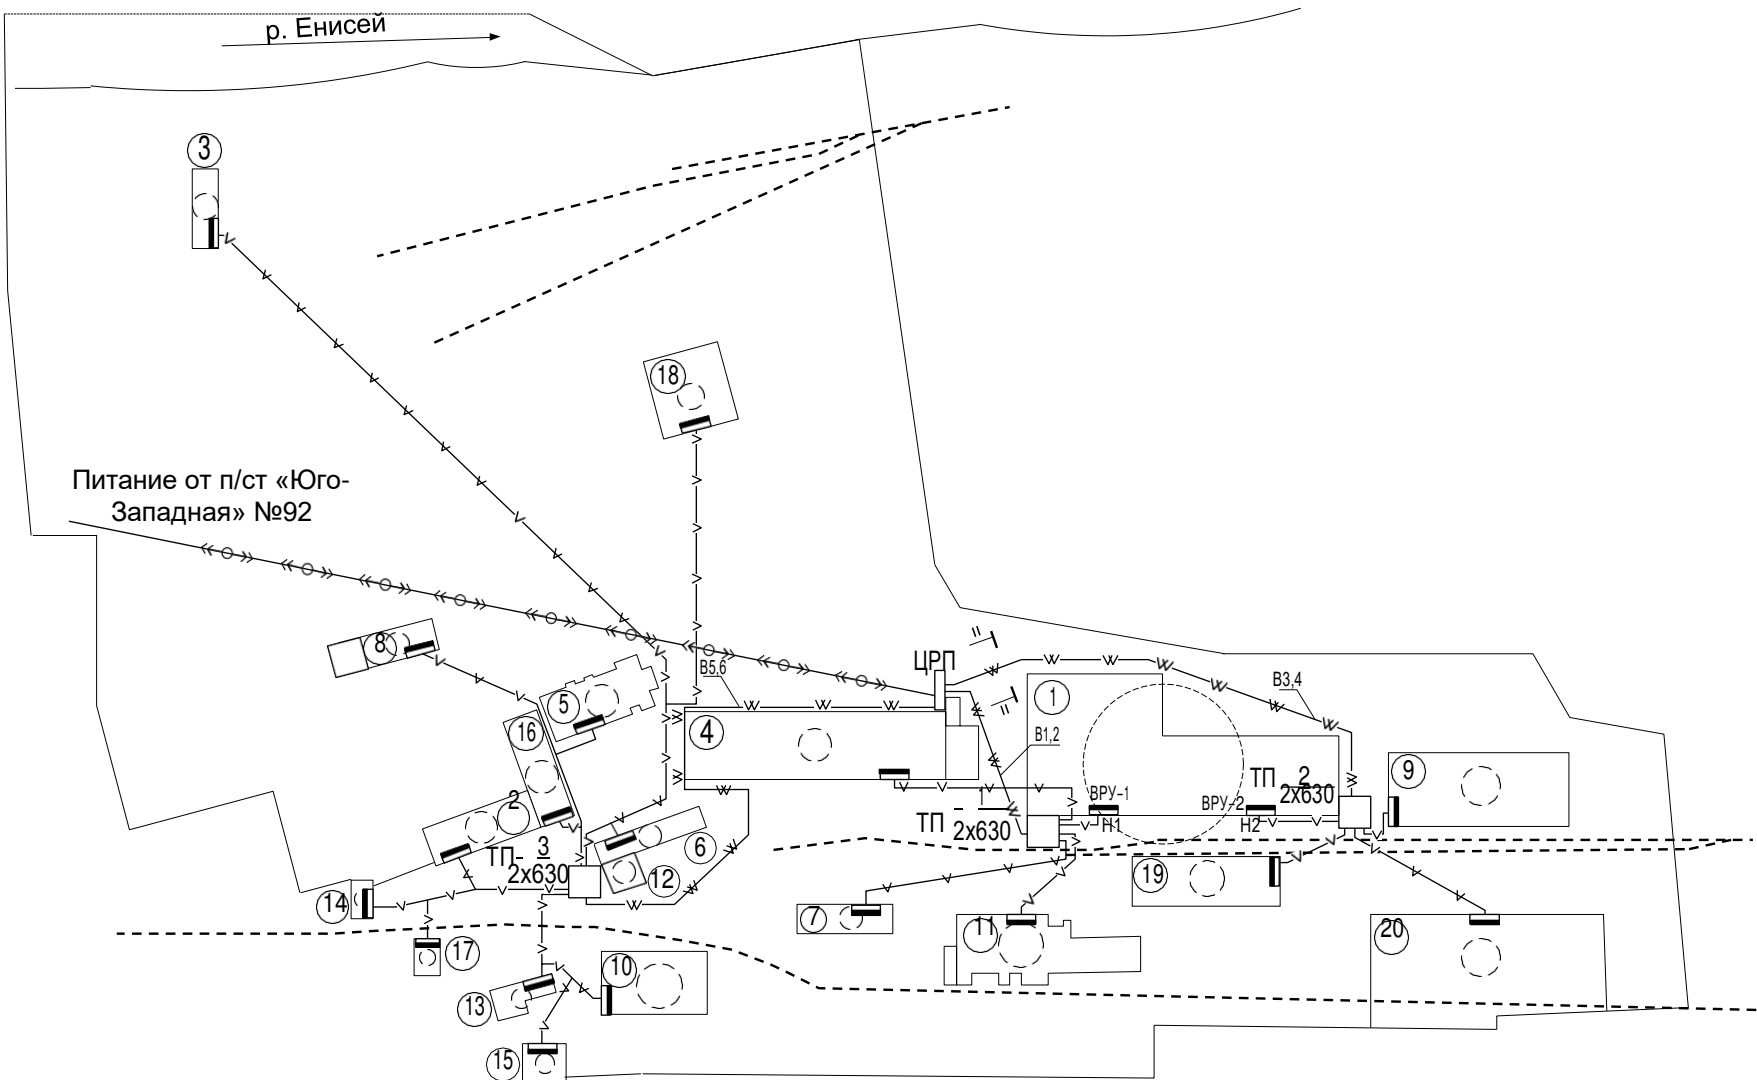 р. Енисей
3
18
Питание от п/ст «Юго-
Западная» №92
8
В5,6
ЦРП
1
В3,4
5
16
4
В1,2
9
ТП 2
2х630
2
ВРУ-1
ВРУ-2
ТП 1
2х630
Н1
Н2
6
ТП- 3
2х630
12
19
14
7
11
20
17
10
13
15